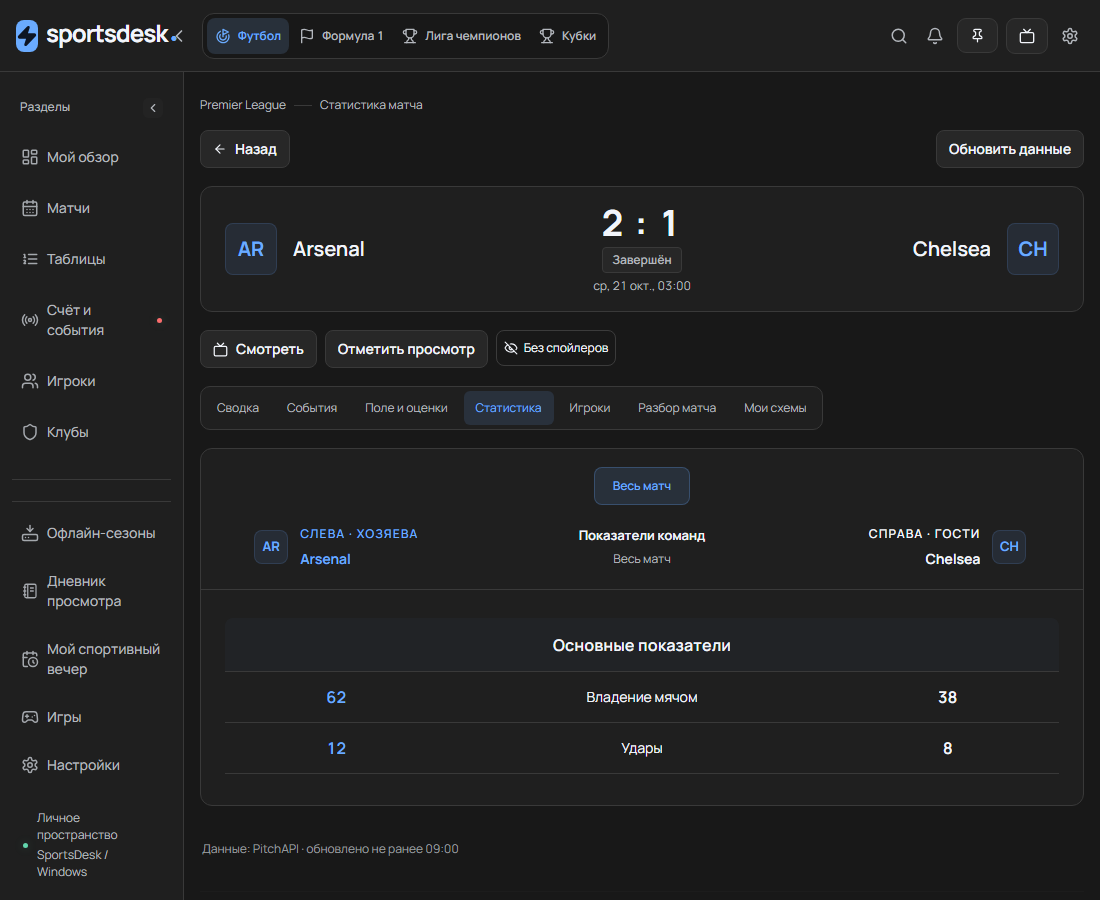 sportsdesk
Футбол
Формула 1
Лига чемпионов
Кубки
Разделы
Мой обзор
Матчи
Таблицы
Счёт и
события
Игроки
Клубы
Офлайн-сезоны
Дневник
просмотра
Мой спортивный
вечер
Игры
Настройки
Личное
пространство
SportsDesk /
Windows
Premier League — Статистика матча
Назад
Обновить данные
AR
Arsenal
2 : 1
Завершён
ср, 21 окт., 03:00
Chelsea
CH
Смотреть
Отметить просмотр
Без спойлеров
Сводка
События
Поле и оценки
Статистика
Игроки
Разбор матча
Мои схемы
Весь матч
AR
СЛЕВА · ХОЗЯЕВА
Arsenal
Показатели команд
Весь матч
СПРАВА · ГОСТИ
Chelsea
CH
Основные показатели
62 Владение мячом 38
12 Удары 8
Данные: PitchAPI · обновлено не ранее 09:00